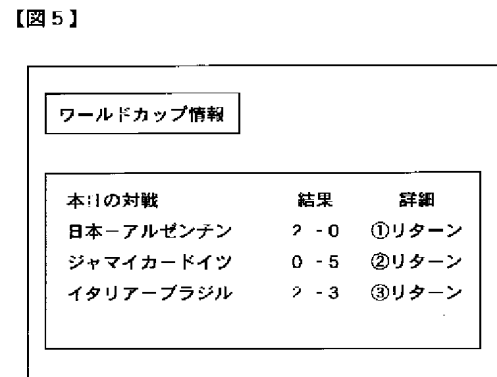 【図5】
ワールドカップ情報
本日の対戦 結果 詳細
日本ーアルゼンチン 2 - 0 ①リターン
ジャマイカードイツ 0 - 5 ②リターン
イタリアーブラジル 2 - 3 ③リターン